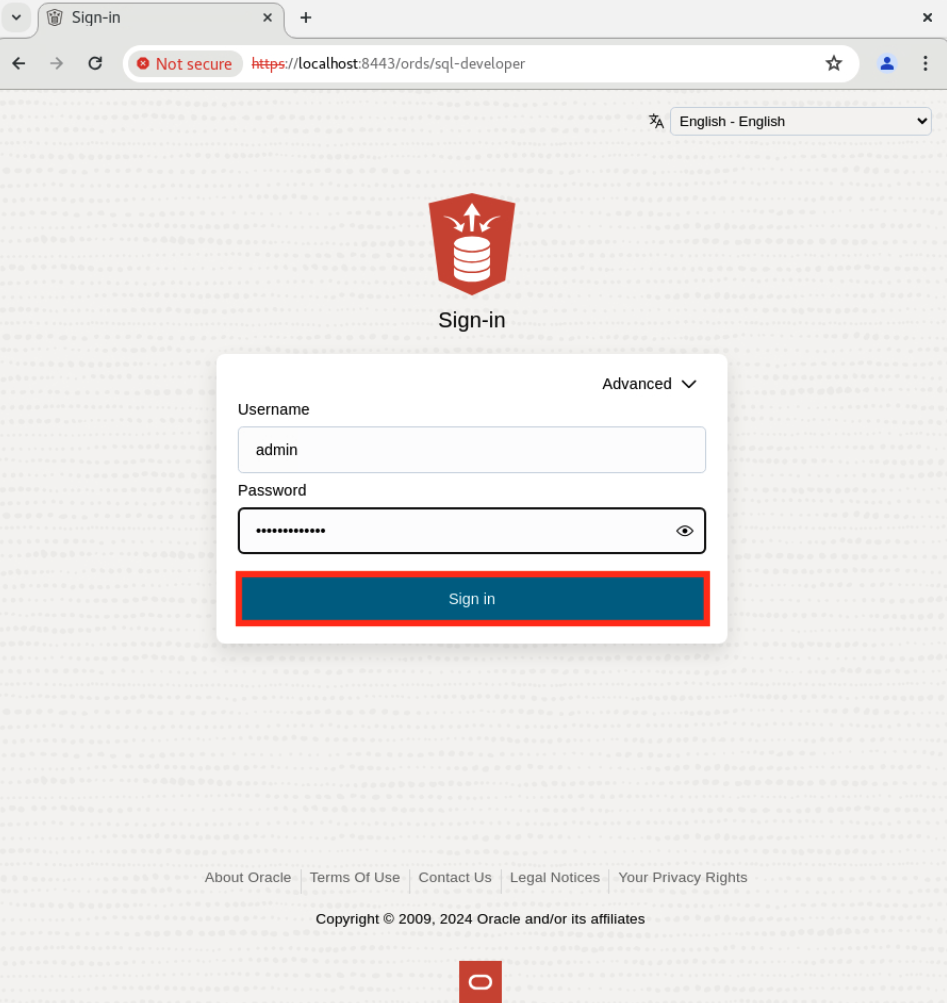 Sign-in
Not secure https://localhost:8443/ords/sql-developer
English - English
Sign-in
Advanced
Username
admin
Password
•••••••••••••
Sign in
About Oracle Terms Of Use Contact Us Legal Notices Your Privacy Rights
Copyright © 2009, 2024 Oracle and/or its affiliates